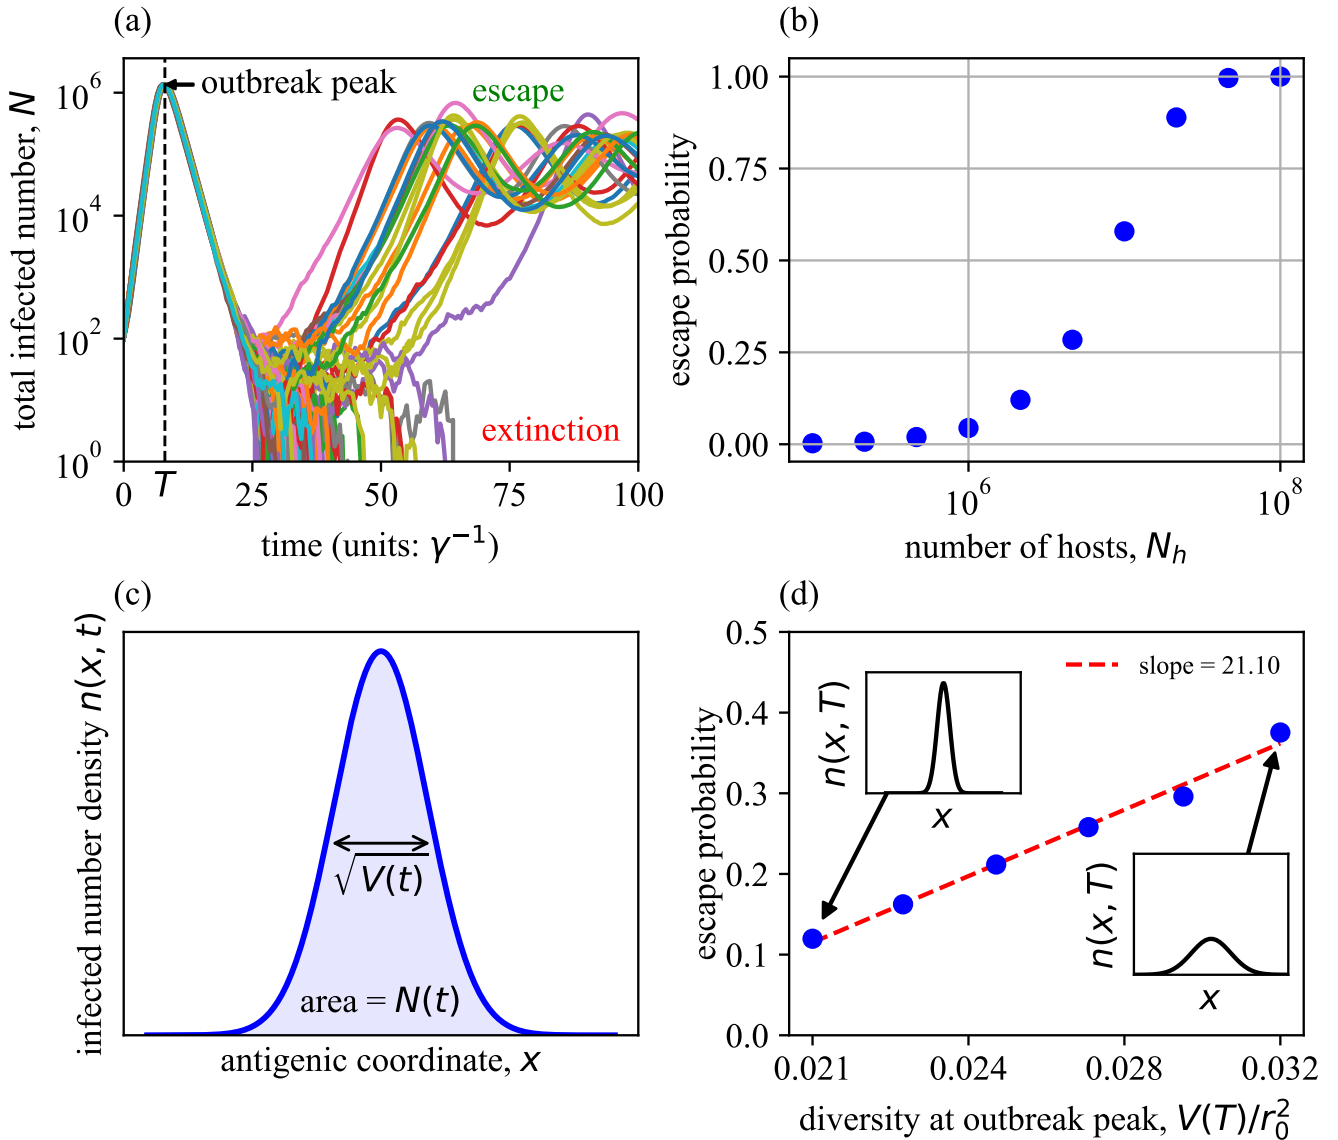 (a)
total infected number, N
10^6
10^4
10^2
10^0
outbreak peak
escape
extinction
0
T
25
50
75
100
time (units: γ^−1)
(b)
escape probability
1.00
0.75
0.50
0.25
0.00
10^6
10^8
number of hosts, N_h
(c)
infected number density n(x, t)
√V(t)
area = N(t)
antigenic coordinate, x
(d)
escape probability
0.5
0.4
0.3
0.2
0.1
0.0
slope = 21.10
n(x, T)
x
n(x, T)
x
0.021
0.024
0.028
0.032
diversity at outbreak peak, V(T)/r_0^2